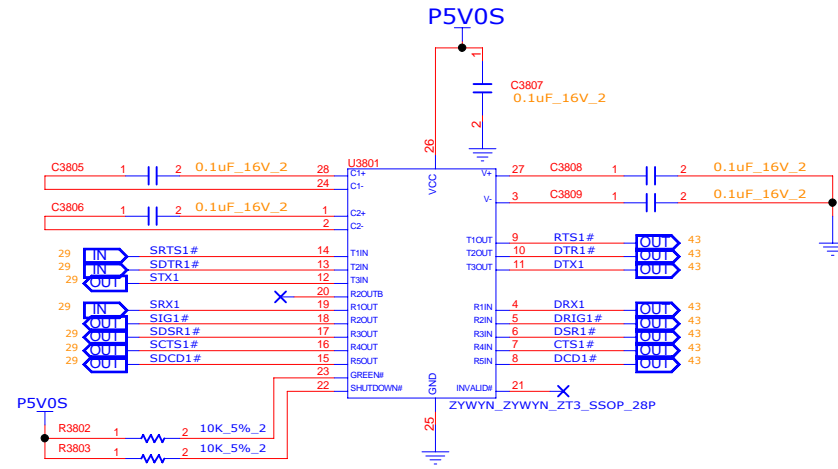 P5V0S
1
C3807
0.1uF_16V_2
2
26
U3801
C3805 1 2 0.1uF_16V_2 28 C1+ VCC V+ 27 C3808 1 2 0.1uF_16V_2
24 C1- V- 3 C3809 1 2 0.1uF_16V_2
C3806 1 2 0.1uF_16V_2 1 C2+
2 C2-
29 IN SRTS1# 14 T1IN T1OUT 9 RTS1# OUT 43
29 IN SDTR1# 13 T2IN T2OUT 10 DTR1# OUT 43
29 OUT STX1 12 T3IN T3OUT 11 DTX1 OUT 43
20 R2OUTB
29 IN SRX1 19 R1OUT R1IN 4 DRX1 OUT 43
29 OUT SIG1# 18 R2OUT R2IN 5 DRIG1# OUT 43
29 OUT SDSR1# 17 R3OUT R3IN 6 DSR1# OUT 43
29 OUT SCTS1# 16 R4OUT R4IN 7 CTS1# OUT 43
29 OUT SDCD1# 15 R5OUT R5IN 8 DCD1# OUT 43
23 GREEN#
22 SHUTDOWN# GND INVALID# 21
25
ZYWYN_ZYWYN_ZT3_SSOP_28P
P5V0S
R3802 1 2 10K_5%_2
R3803 1 2 10K_5%_2